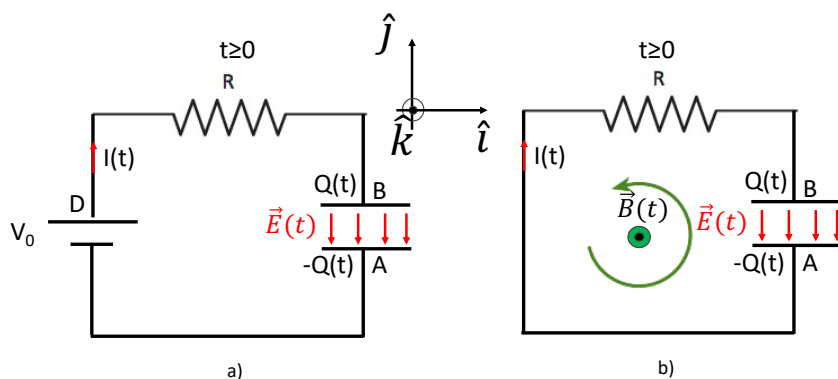 t≥0
R
I(t)
D
V₀
Q(t) B
E⃗(t)
-Q(t) A
a)
ĵ
k̂ î
t≥0
R
I(t)
B⃗(t)
Q(t) B
E⃗(t)
-Q(t) A
b)